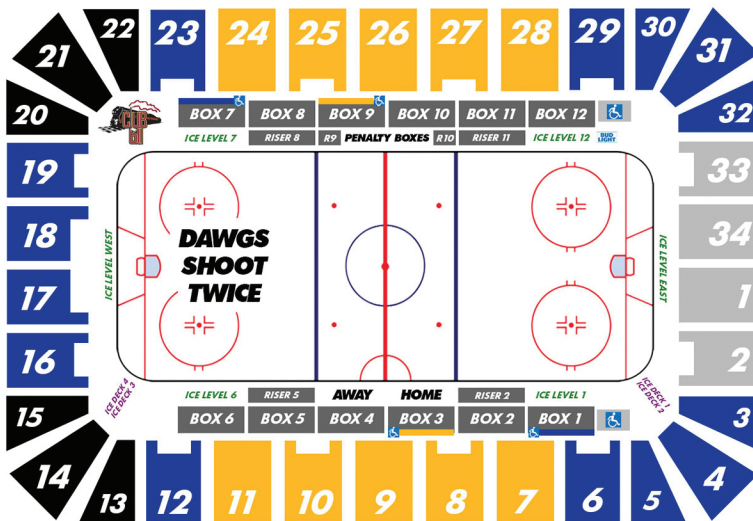 22 23 24 25 26 27 28 29 30
21 31
20 32
BOX 7 BOX 8 BOX 9 BOX 10 BOX 11 BOX 12
ICE LEVEL 7 RISER 8 R9 PENALTY BOXES R10 RISER 11 ICE LEVEL 12 BUD LIGHT
19 33
18 34
17 1
16 2
ICE LEVEL WEST
DAWGS
SHOOT
TWICE
ICE LEVEL EAST
ICE DECK 4
ICE DECK 3
ICE DECK 1
ICE DECK 2
ICE LEVEL 6 RISER 5 AWAY HOME RISER 2 ICE LEVEL 1
BOX 6 BOX 5 BOX 4 BOX 3 BOX 2 BOX 1
15 3
14 4
13 12 11 10 9 8 7 6 5